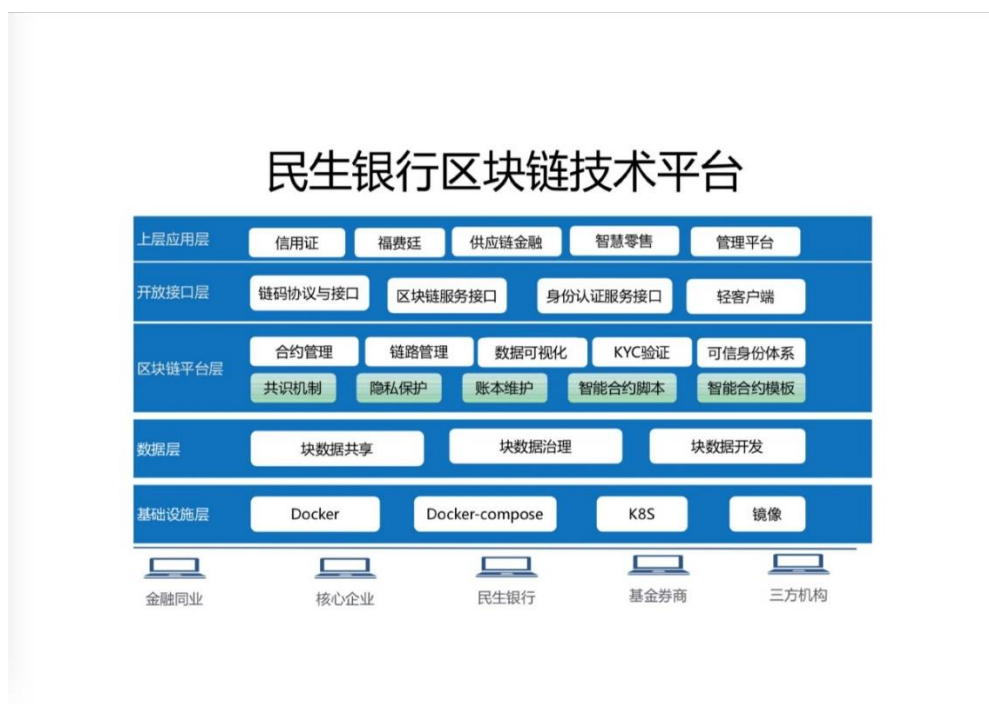 民生银行区块链技术平台
上层应用层 信用证 福费廷 供应链金融 智慧零售 管理平台
开放接口层 链码协议与接口 区块链服务接口 身份认证服务接口 轻客户端
合约管理 链路管理 数据可视化 KYC验证 可信身份体系
区块链平台层
共识机制 隐私保护 账本维护 智能合约脚本 智能合约模板
数据层 块数据共享 块数据治理 块数据开发
基础设施层 Docker Docker-compose K8S 镜像
金融同业 核心企业 民生银行 基金券商 三方机构